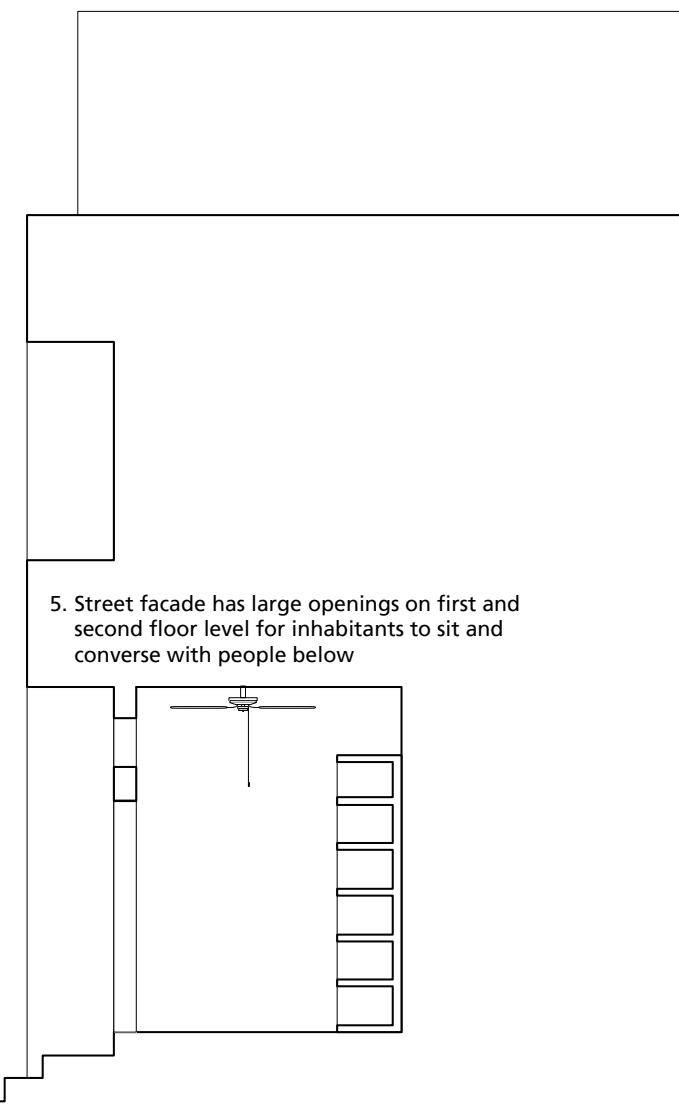 5. Street facade has large openings on first and
second floor level for inhabitants to sit and
converse with people below